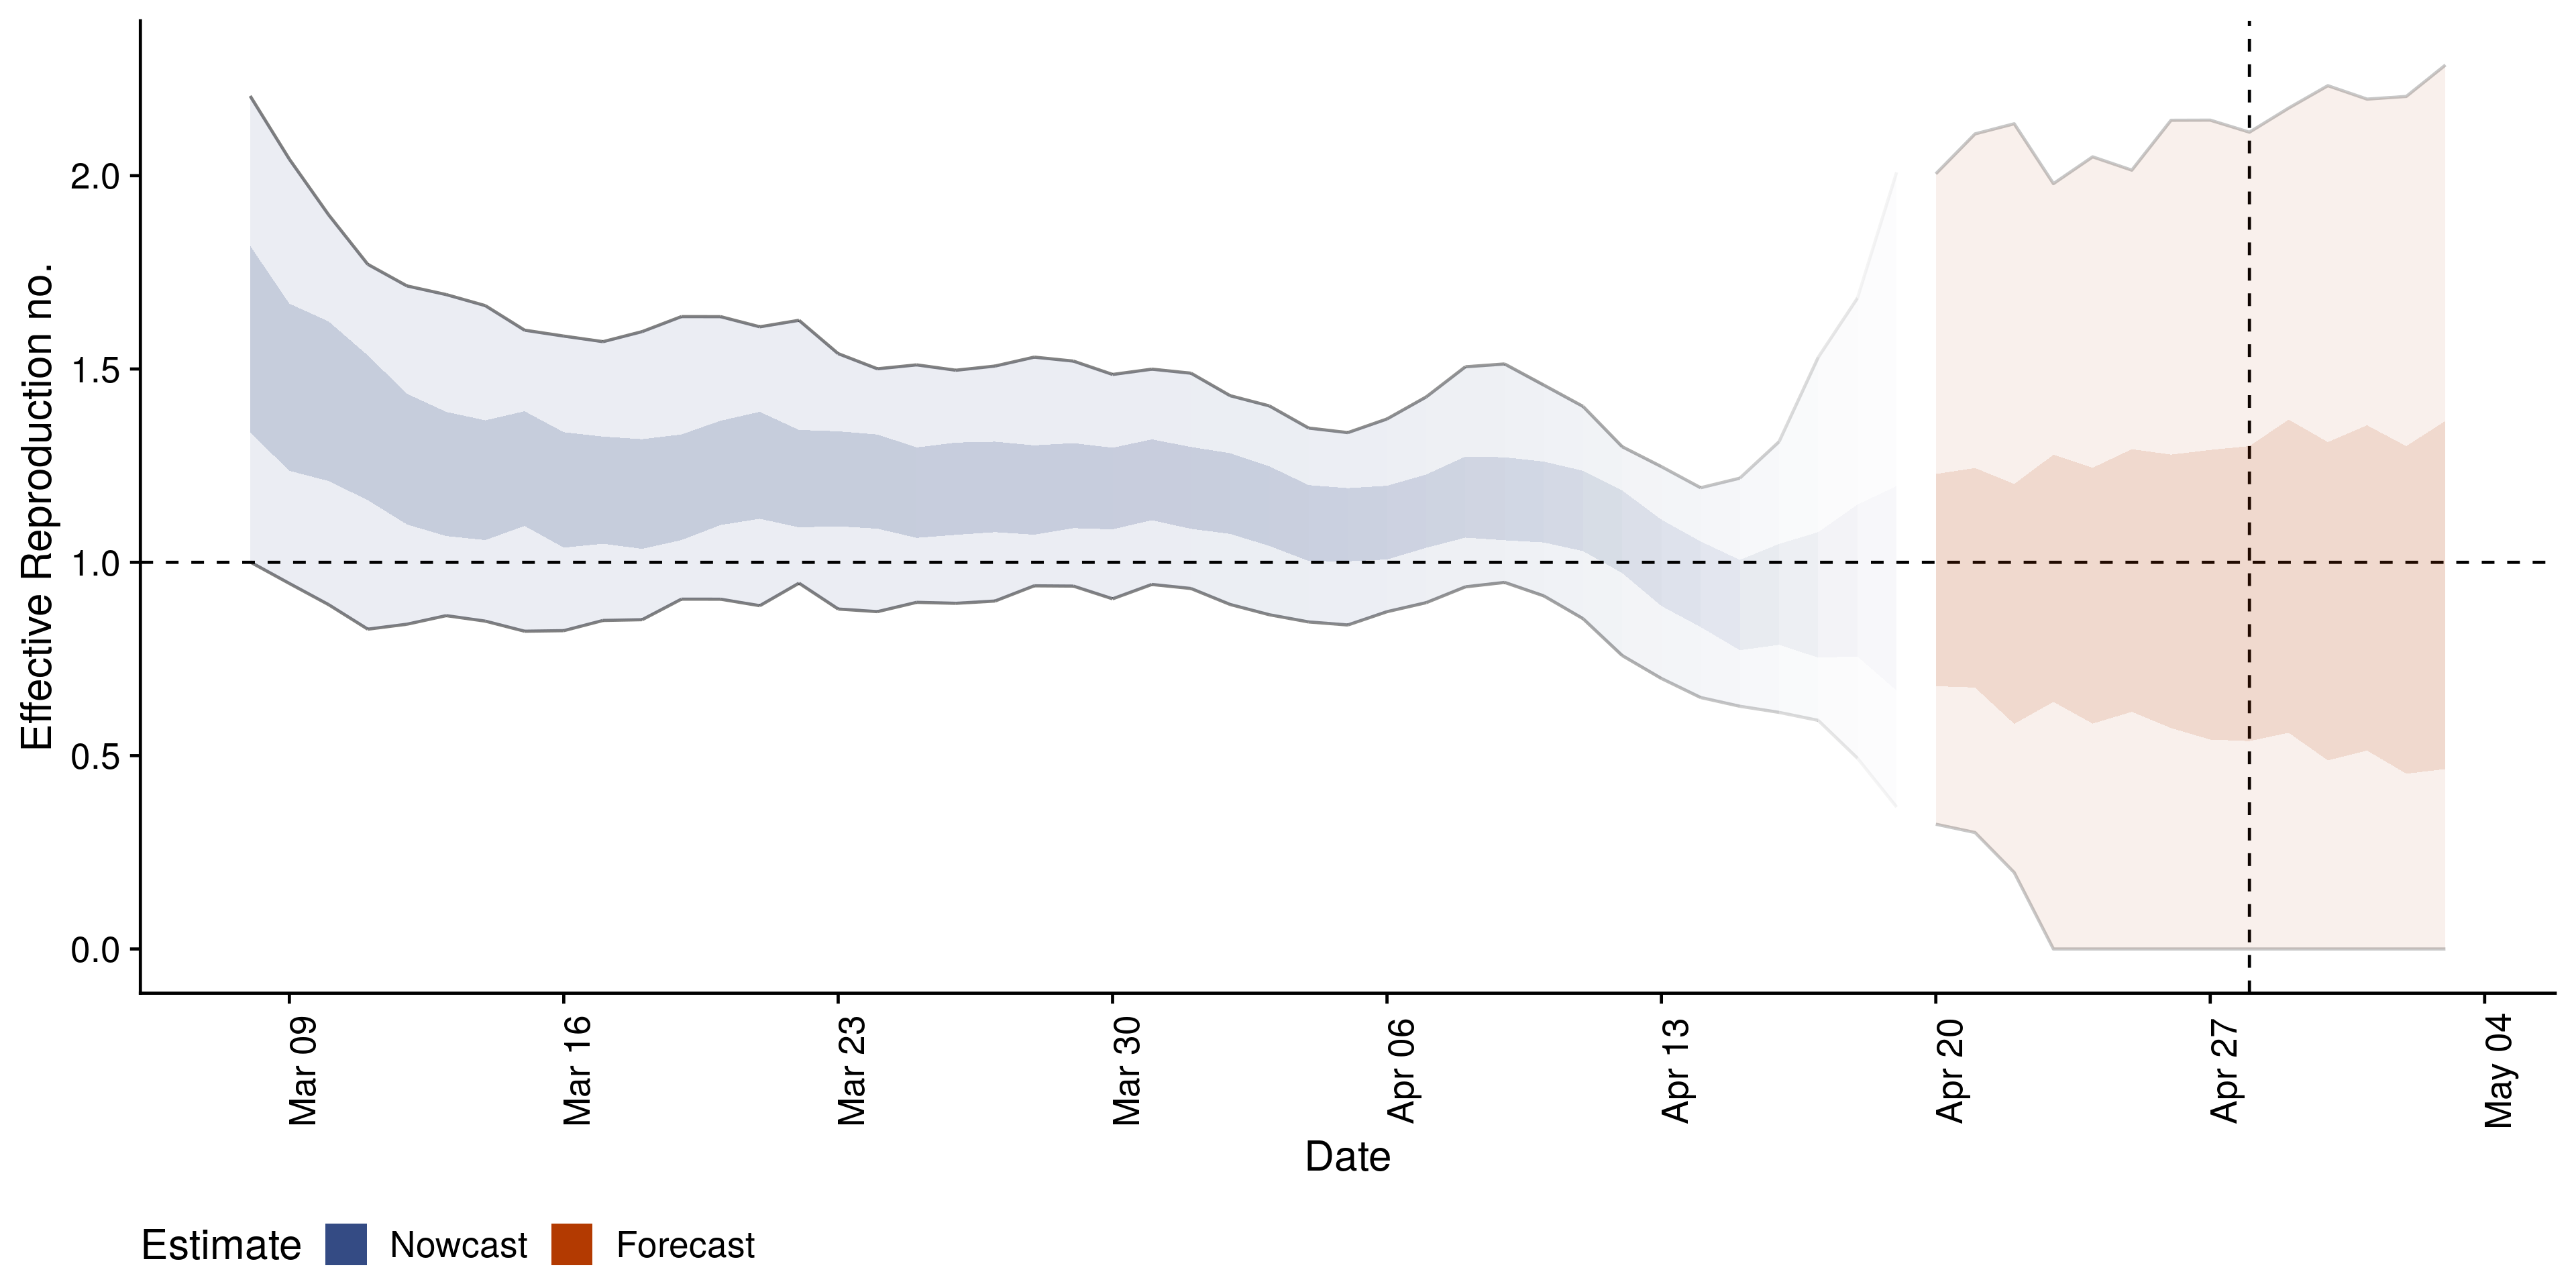 Effective Reproduction no.
2.0
1.5
1.0
0.5
0.0
Mar 09
Mar 16
Mar 23
Mar 30
Apr 06
Apr 13
Apr 20
Apr 27
May 04
Date
Estimate Nowcast Forecast